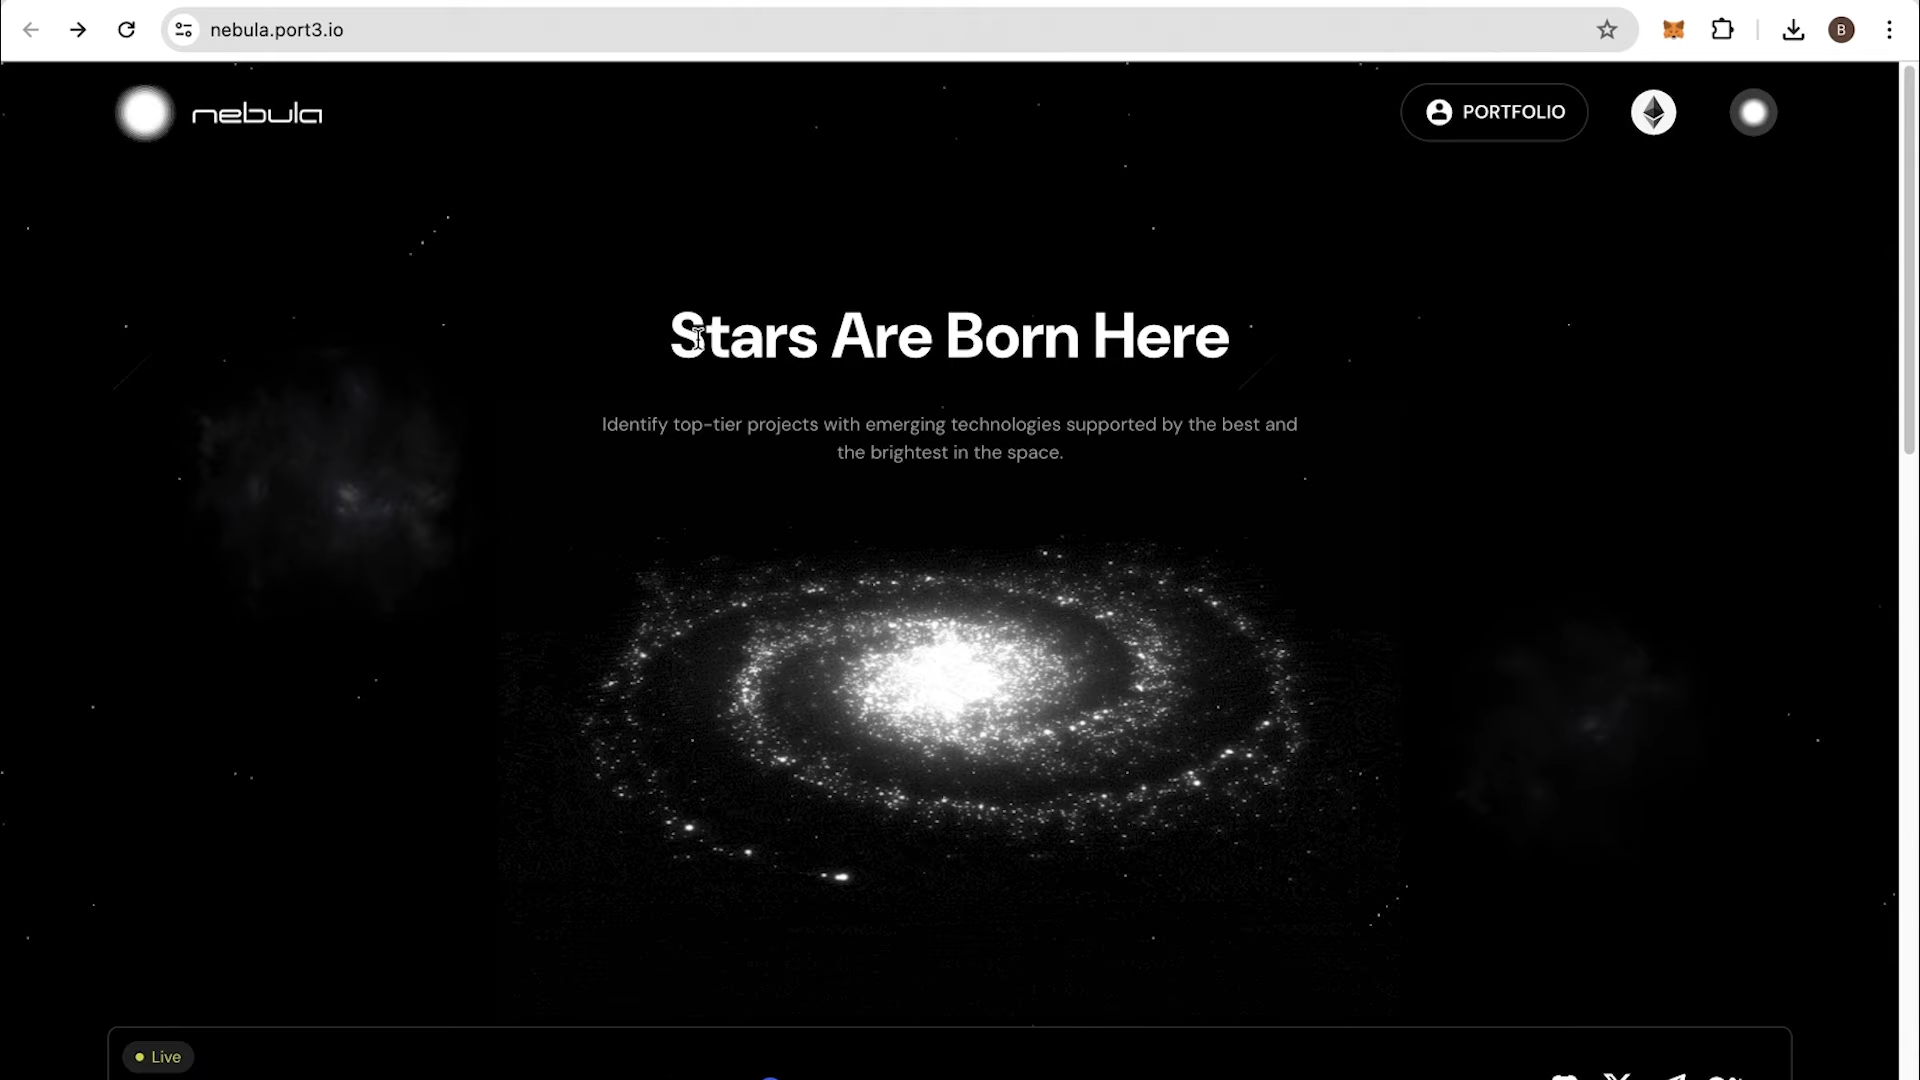 nebula.port3.io
B
nebula
PORTFOLIO
Stars Are Born Here
Identify top-tier projects with emerging technologies supported by the best and
the brightest in the space.
Live